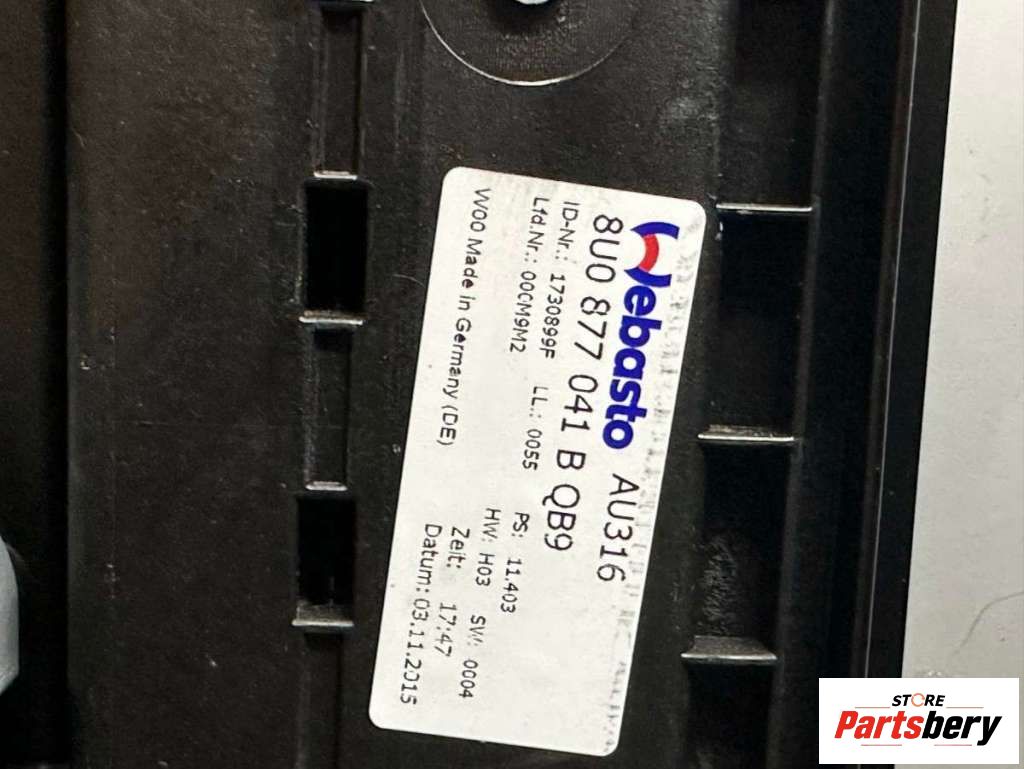 Webasto AU316
8U0 877 041 B QB9
ID-Nr.: 1730899F LL.: 0055 PS: 11.403
Lfd.Nr.: 000M9M2 HW: H03 SW: 0004
Zeit: 17:47
W00 Made in Germany (DE) Datum: 03.11.2015
STORE
Partsbery